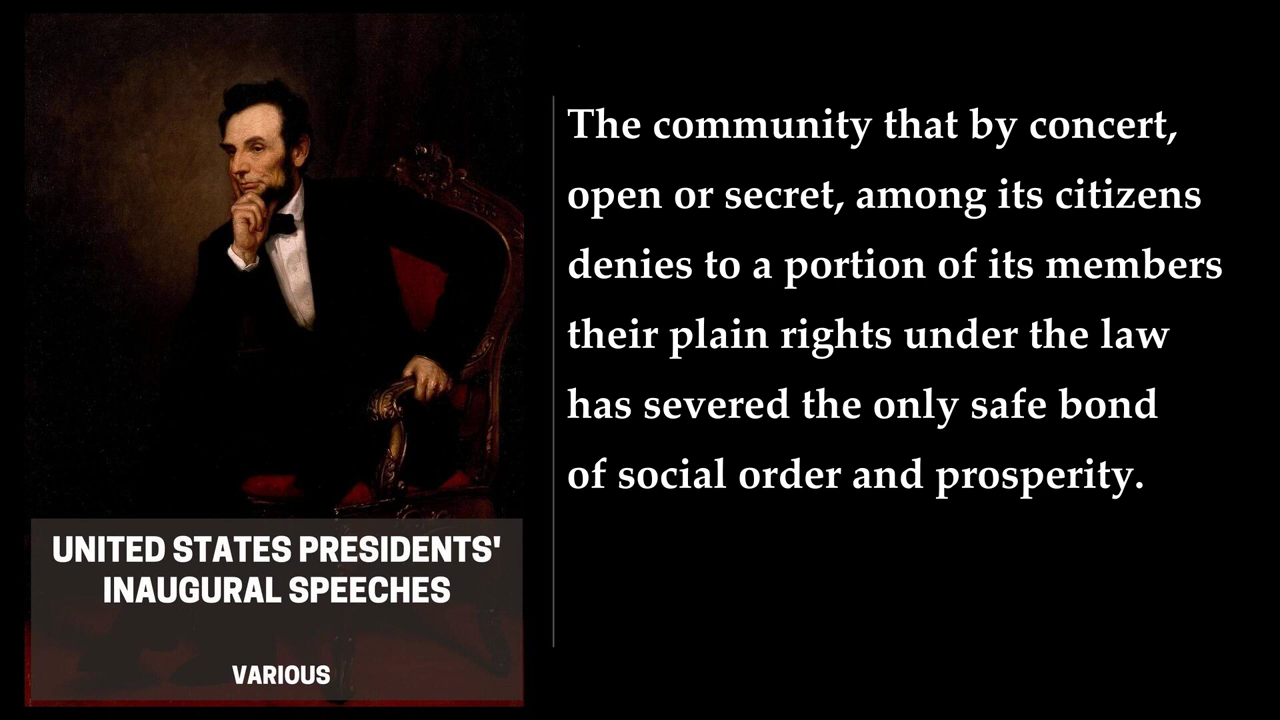 The community that by concert,
open or secret, among its citizens
denies to a portion of its members
their plain rights under the law
has severed the only safe bond
of social order and prosperity.
UNITED STATES PRESIDENTS'
INAUGURAL SPEECHES
VARIOUS